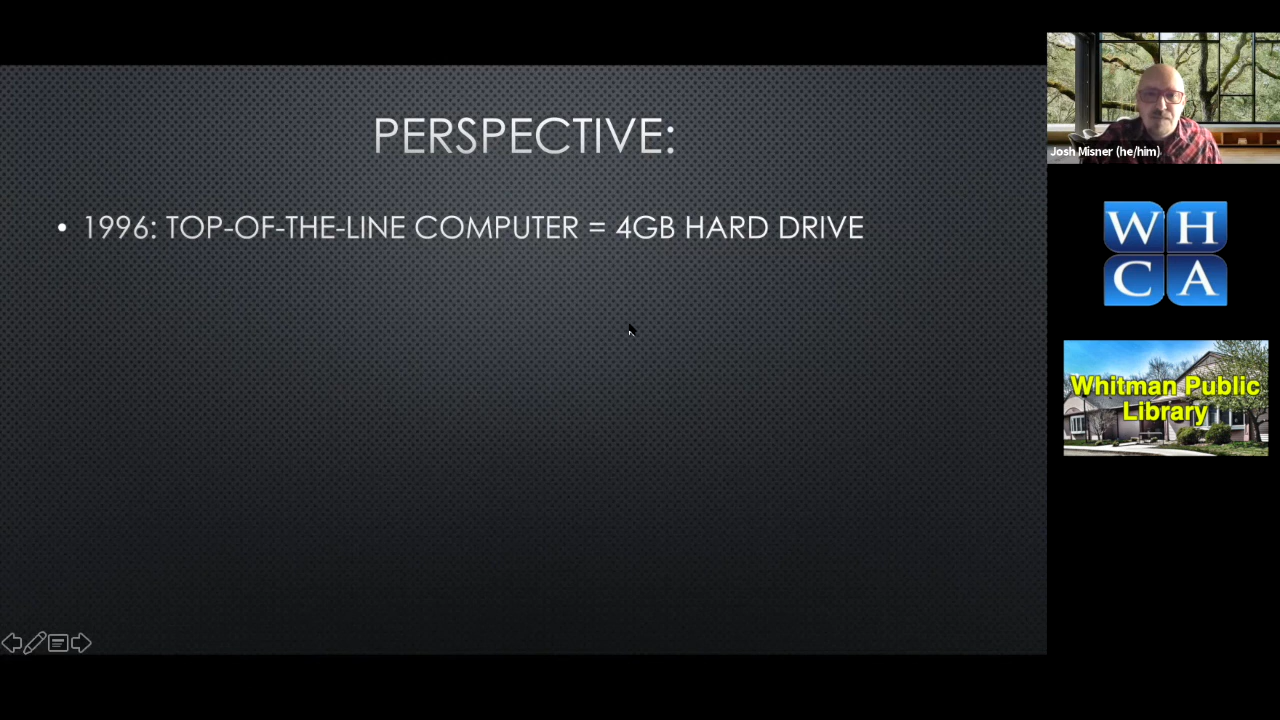 PERSPECTIVE:
• 1996: TOP-OF-THE-LINE COMPUTER = 4GB HARD DRIVE
Josh Misner (he/him)
W H
C A
Whitman Public
Library